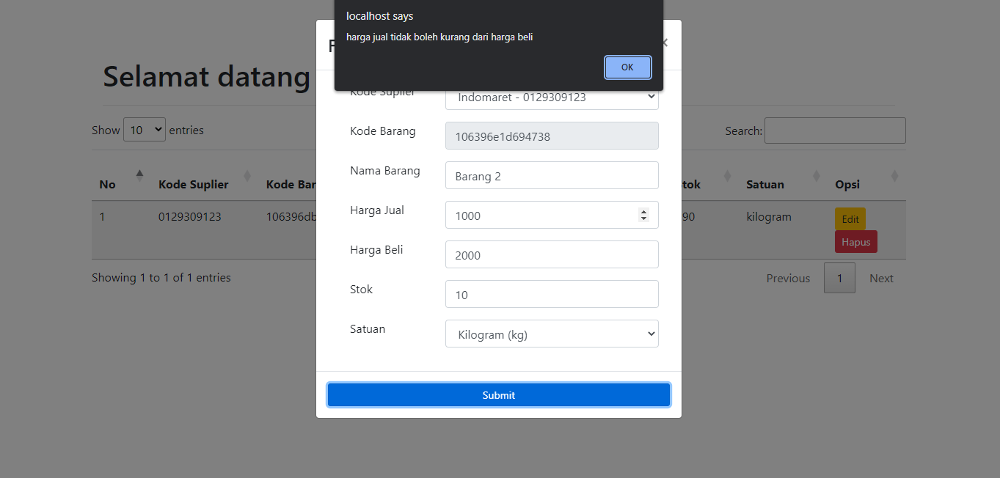 localhost says
harga jual tidak boleh kurang dari harga beli
OK
Selamat datang
Kode Suplier
Indomaret - 0129309123
Show 10 entries
Search:
Kode Barang
106396e1d694738
Nama Barang
Barang 2
No
Kode Suplier
Kode Bar
tok
Satuan
Opsi
Harga Jual
1000
1
0129309123
106396db
90
kilogram
Edit
Hapus
Harga Beli
2000
Showing 1 to 1 of 1 entries
Previous 1 Next
Stok
10
Satuan
Kilogram (kg)
Submit